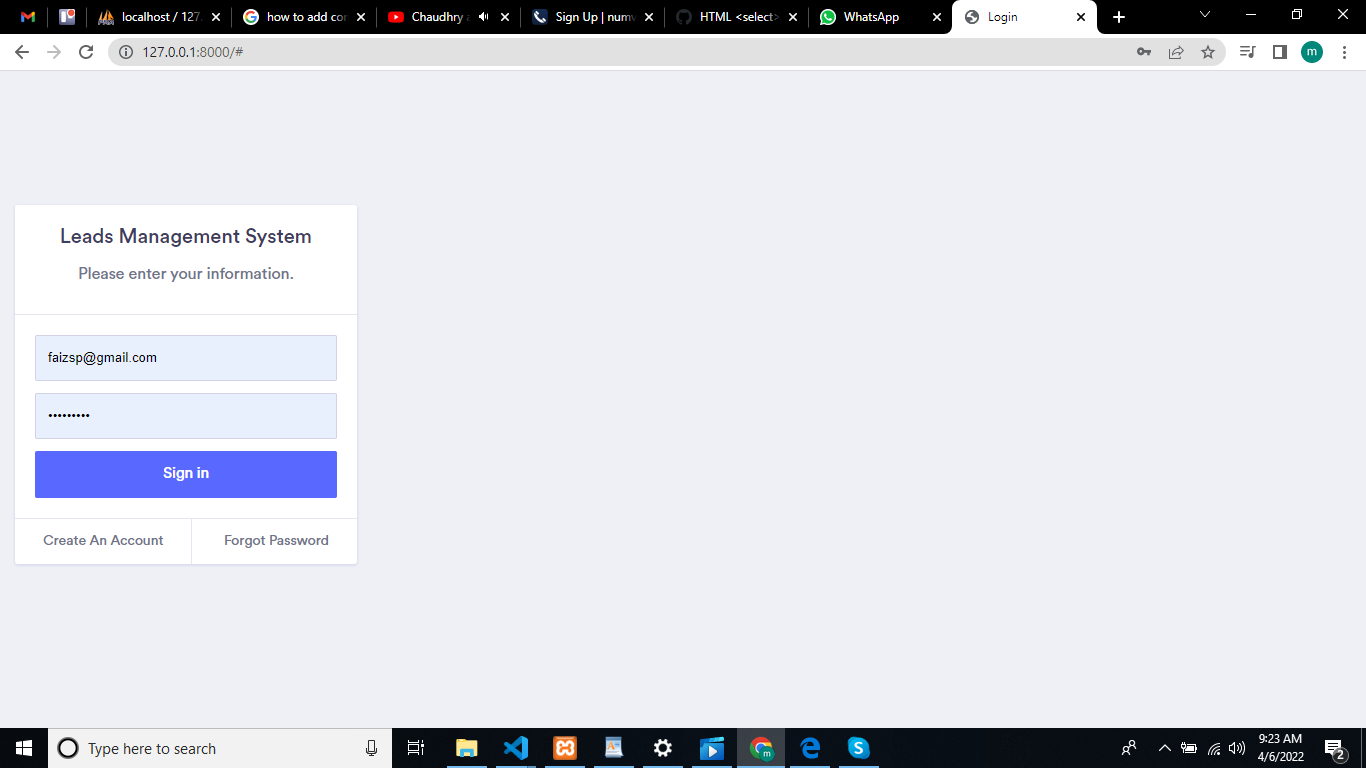 localhost / 127.
how to add cor
Chaudhry a
Sign Up | numv
HTML <select>
WhatsApp
Login
127.0.0.1:8000/#
m
Leads Management System
Please enter your information.
faizsp@gmail.com
•••••••••
Sign in
Create An Account
Forgot Password
Type here to search
m
9:23 AM
4/6/2022
2